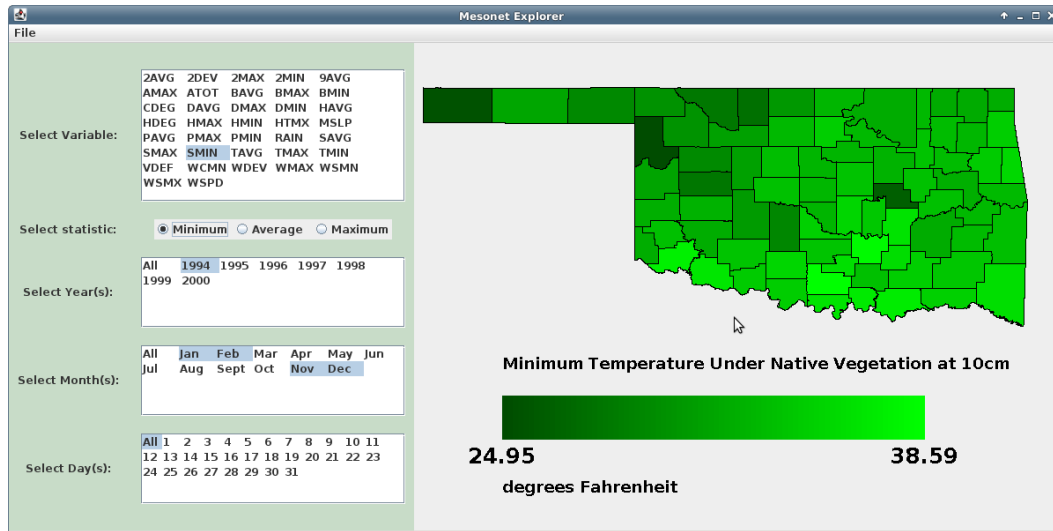 Mesonet Explorer
File
Select Variable:
2AVG 2DEV 2MAX 2MIN 9AVG
AMAX ATOT BAVG BMAX BMIN
CDEG DAVG DMAX DMIN HAVG
HDEG HMAX HMIN HTMX MSLP
PAVG PMAX PMIN RAIN SAVG
SMAX SMIN TAVG TMAX TMIN
VDEF WCMN WDEV WMAX WSMN
WSMX WSPD
Select statistic:
Minimum Average Maximum
Select Year(s):
All 1994 1995 1996 1997 1998
1999 2000
Select Month(s):
All Jan Feb Mar Apr May Jun
Jul Aug Sept Oct Nov Dec
Select Day(s):
All 1 2 3 4 5 6 7 8 9 10 11
12 13 14 15 16 17 18 19 20 21 22 23
24 25 26 27 28 29 30 31
Minimum Temperature Under Native Vegetation at 10cm
24.95 38.59
degrees Fahrenheit